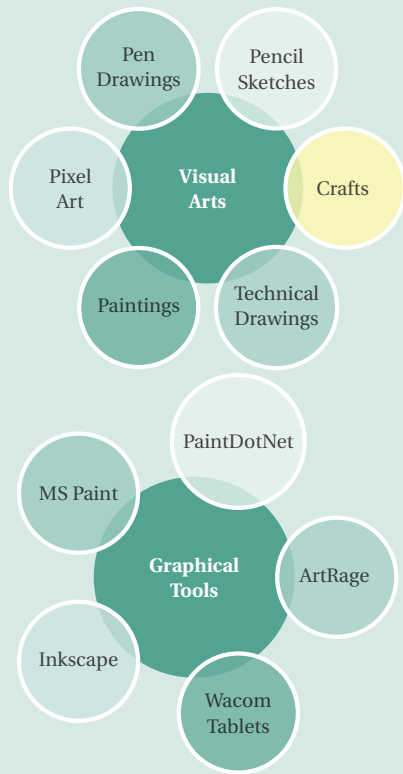 Pen
Drawings
Pencil
Sketches
Pixel
Art
Visual
Arts
Crafts
Paintings
Technical
Drawings
PaintDotNet
MS Paint
Graphical
Tools
ArtRage
Inkscape
Wacom
Tablets